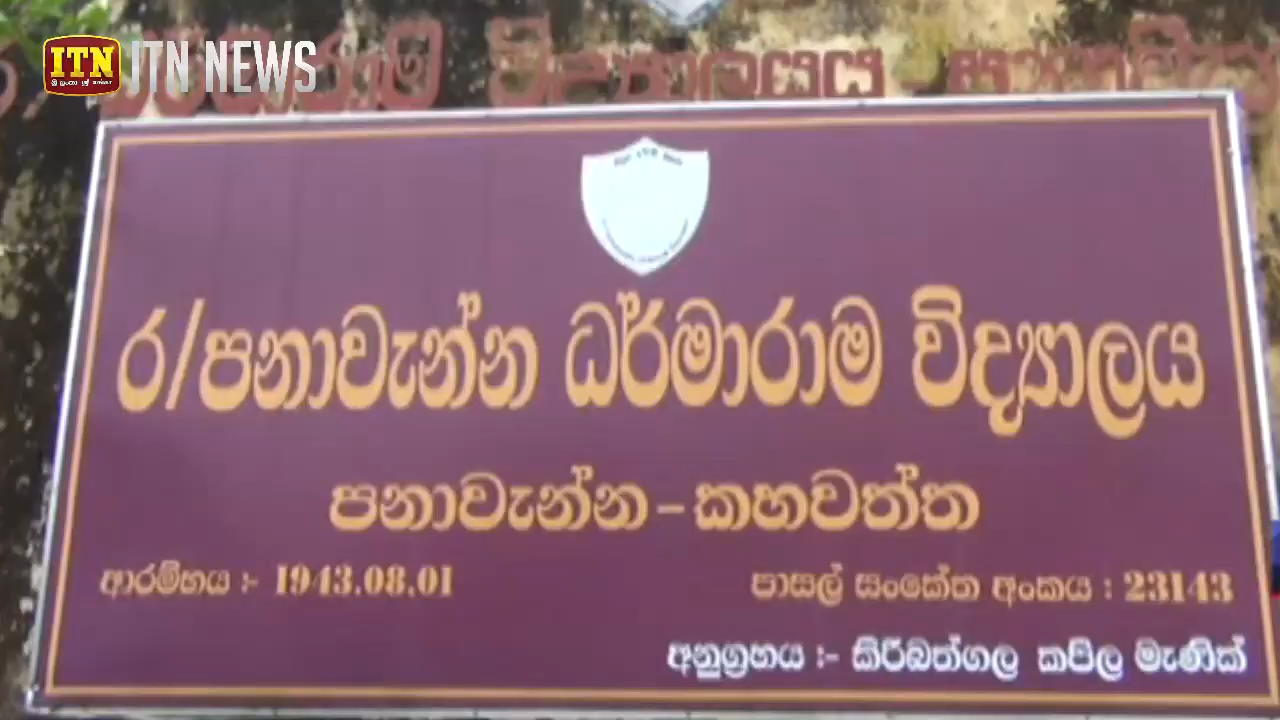 ITN ITN NEWS
විද්‍යාලයය
ර/පනාවැන්න ධර්මාරාම විද්‍යාලය
පනාවැන්න - කහවත්ත
ආරම්භය :- 1943.08.01
පාසල් සංකේත අංකය : 23143
අනුග්‍රහය :- කිරිබත්ගල කපිල මැණික්